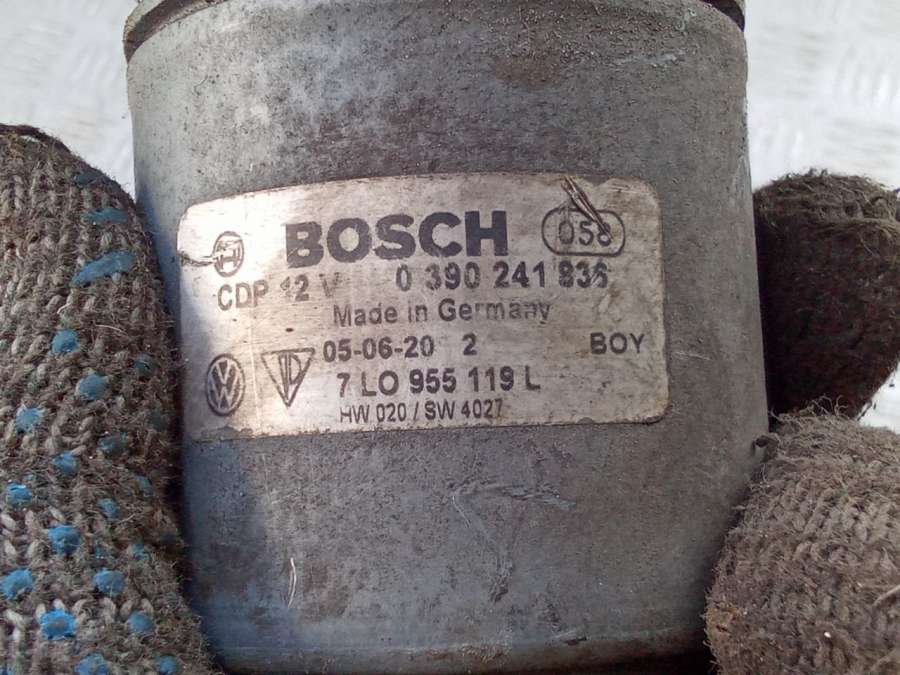 BOSCH 058
CDP 12 V 0 390 241 836
Made in Germany
05-06-20 2 BOY
7 L0 955 119 L
HW 020 / SW 4027